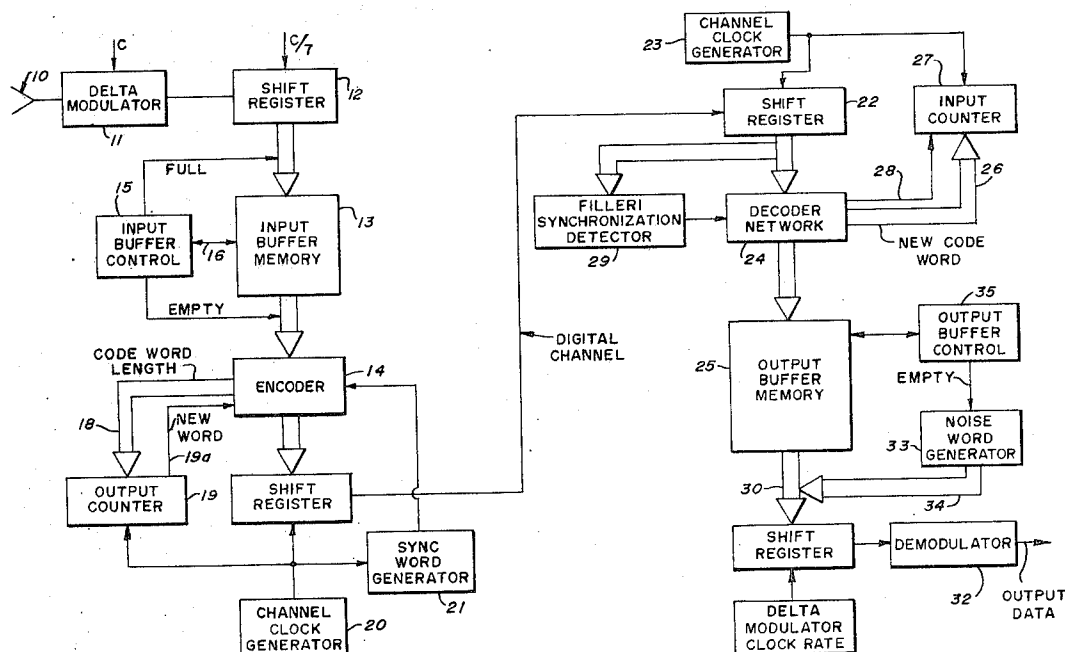 C
10
DELTA
MODULATOR
11
C/7
SHIFT
REGISTER
12
FULL
15
INPUT
BUFFER
CONTROL
16
INPUT
BUFFER
MEMORY
13
EMPTY
CODE WORD
LENGTH
ENCODER
14
18
NEW
WORD
19a
OUTPUT
COUNTER
19
SHIFT
REGISTER
SYNC
WORD
GENERATOR
21
CHANNEL
CLOCK
GENERATOR
20
DIGITAL
CHANNEL
CHANNEL
CLOCK
GENERATOR
23
27
INPUT
COUNTER
SHIFT
REGISTER
22
28
26
FILLERI
SYNCHRONIZATION
DETECTOR
29
DECODER
NETWORK
24
NEW CODE
WORD
35
OUTPUT
BUFFER
CONTROL
25
OUTPUT
BUFFER
MEMORY
EMPTY
NOISE
WORD
GENERATOR
33
30
34
SHIFT
REGISTER
DEMODULATOR
32
OUTPUT
DATA
DELTA
MODULATOR
CLOCK RATE